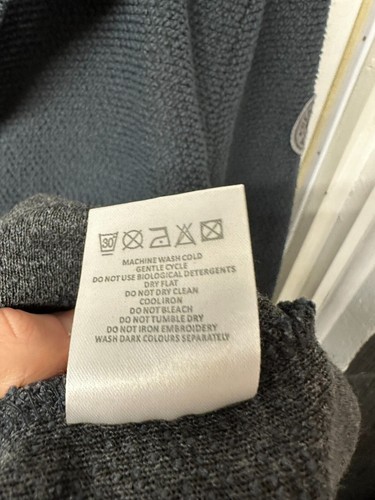 30
MACHINE WASH COLD
GENTLE CYCLE
DO NOT USE BIOLOGICAL DETERGENTS
DRY FLAT
DO NOT DRY CLEAN
COOL IRON
DO NOT BLEACH
DO NOT TUMBLE DRY
DO NOT IRON EMBROIDERY
WASH DARK COLOURS SEPARATELY